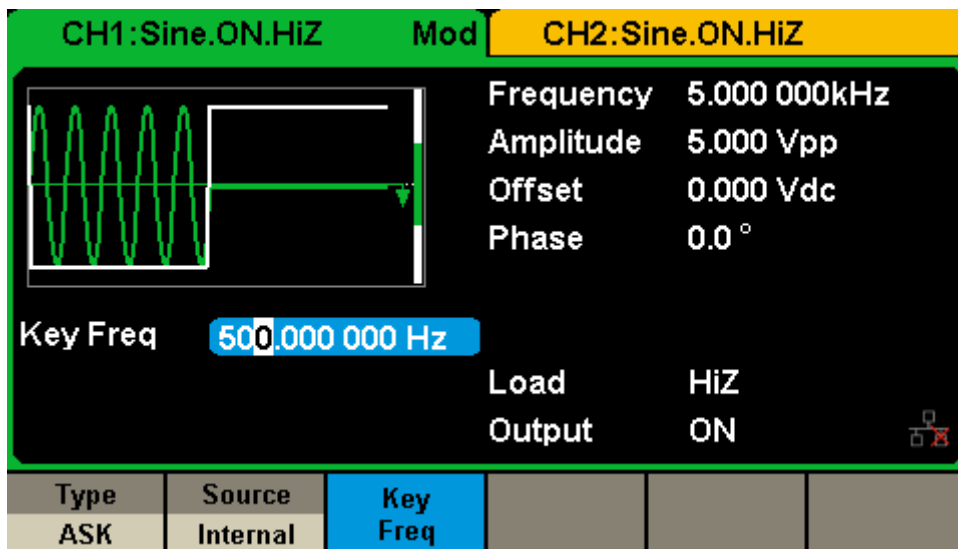 CH1:Sine.ON.HiZ Mod CH2:Sine.ON.HiZ
Frequency 5.000 000kHz
Amplitude 5.000 Vpp
Offset 0.000 Vdc
Phase 0.0 °
Key Freq 500.000 000 Hz
Load HiZ
Output ON
Type Source Key Freq
ASK Internal